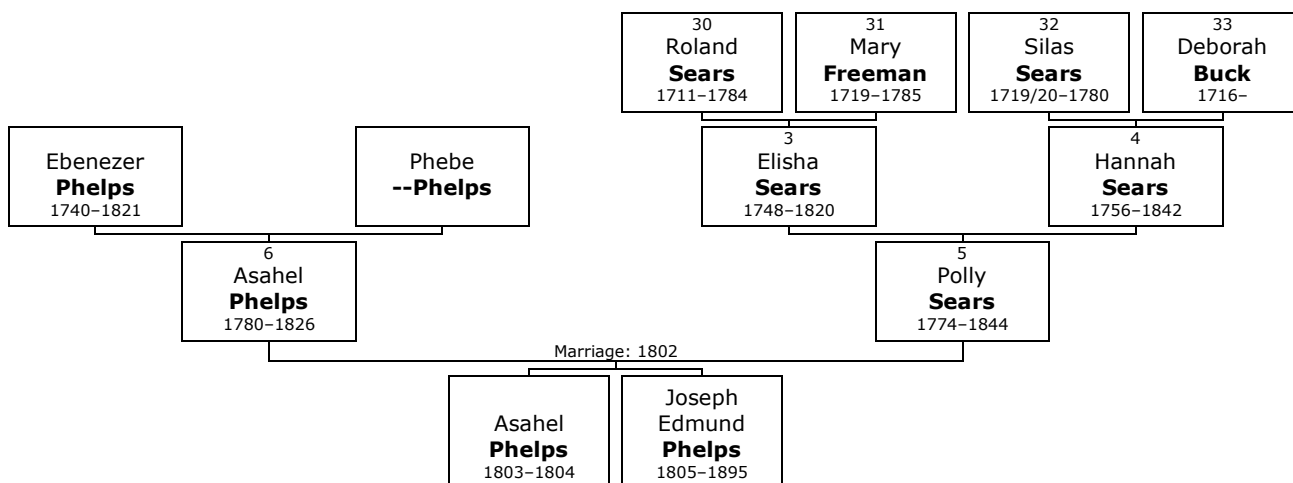 30
Roland
Sears
1711–1784
31
Mary
Freeman
1719–1785
32
Silas
Sears
1719/20–1780
33
Deborah
Buck
1716–
Ebenezer
Phelps
1740–1821
Phebe
--Phelps
3
Elisha
Sears
1748–1820
4
Hannah
Sears
1756–1842
6
Asahel
Phelps
1780–1826
5
Polly
Sears
1774–1844
Marriage: 1802
Asahel
Phelps
1803–1804
Joseph
Edmund
Phelps
1805–1895